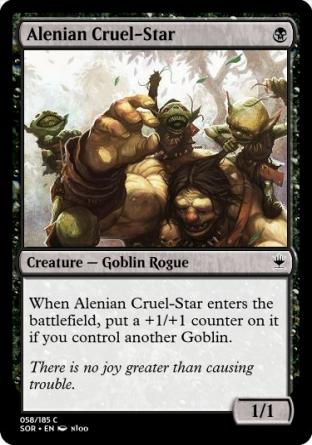 Alenian Cruel-Star
Creature — Goblin Rogue
When Alenian Cruel-Star enters the
battlefield, put a +1/+1 counter on it
if you control another Goblin.
There is no joy greater than causing
trouble.
1/1
058/185 C
SOR • EN nloo